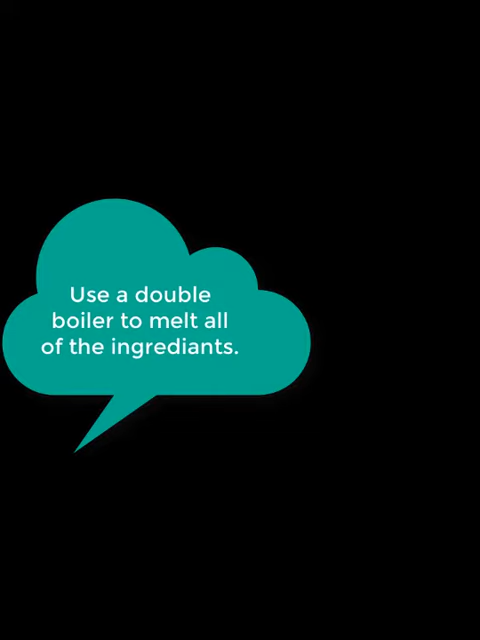 Use a double
boiler to melt all
of the ingrediants.